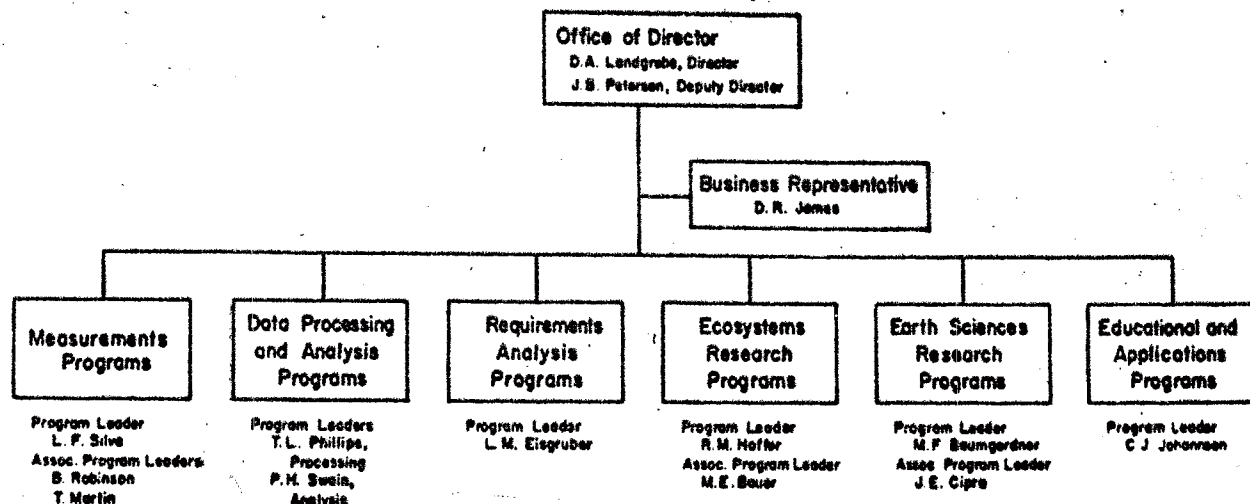 Office of Director
D.A. Landgrebe, Director
J.B. Peterson, Deputy Director
Business Representative
D.R. James
Measurements
Programs
Program Leader
L. F. Silva
Assoc. Program Leaders
B. Robinson
T. Martin
Data Processing
and Analysis
Programs
Program Leaders
T.L. Phillips,
Processing
P.H. Swain,
Analysis
Requirements
Analysis
Programs
Program Leader
L. M. Eisgruber
Ecosystems
Research
Programs
Program Leader
R.M. Hoffer
Assoc. Program Leader
M.E. Bauer
Earth Sciences
Research
Programs
Program Leader
M.F. Baumgardner
Assoc Program Leader
J.E. Cipra
Educational and
Applications
Programs
Program Leader
C J Johannsen